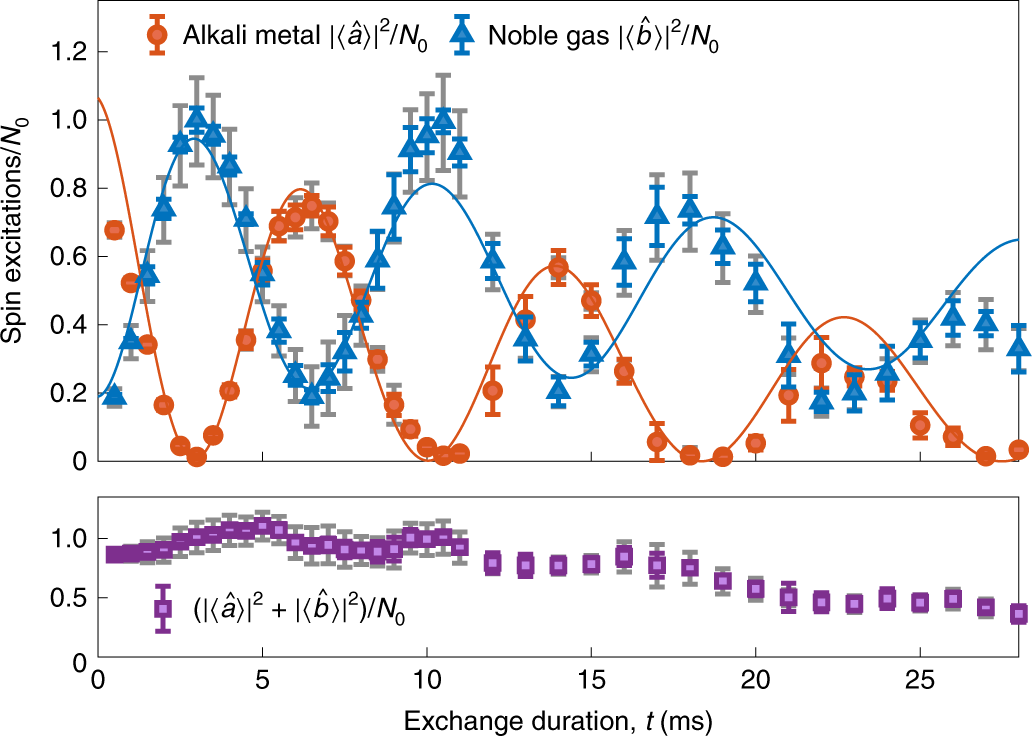 Alkali metal |⟨â⟩|²/N₀
Noble gas |⟨b̂⟩|²/N₀
Spin excitations/N₀
1.2
1.0
0.8
0.6
0.4
0.2
0
1.0
0.5
0
(|⟨â⟩|² + |⟨b̂⟩|²)/N₀
0 5 10 15 20 25
Exchange duration, t (ms)